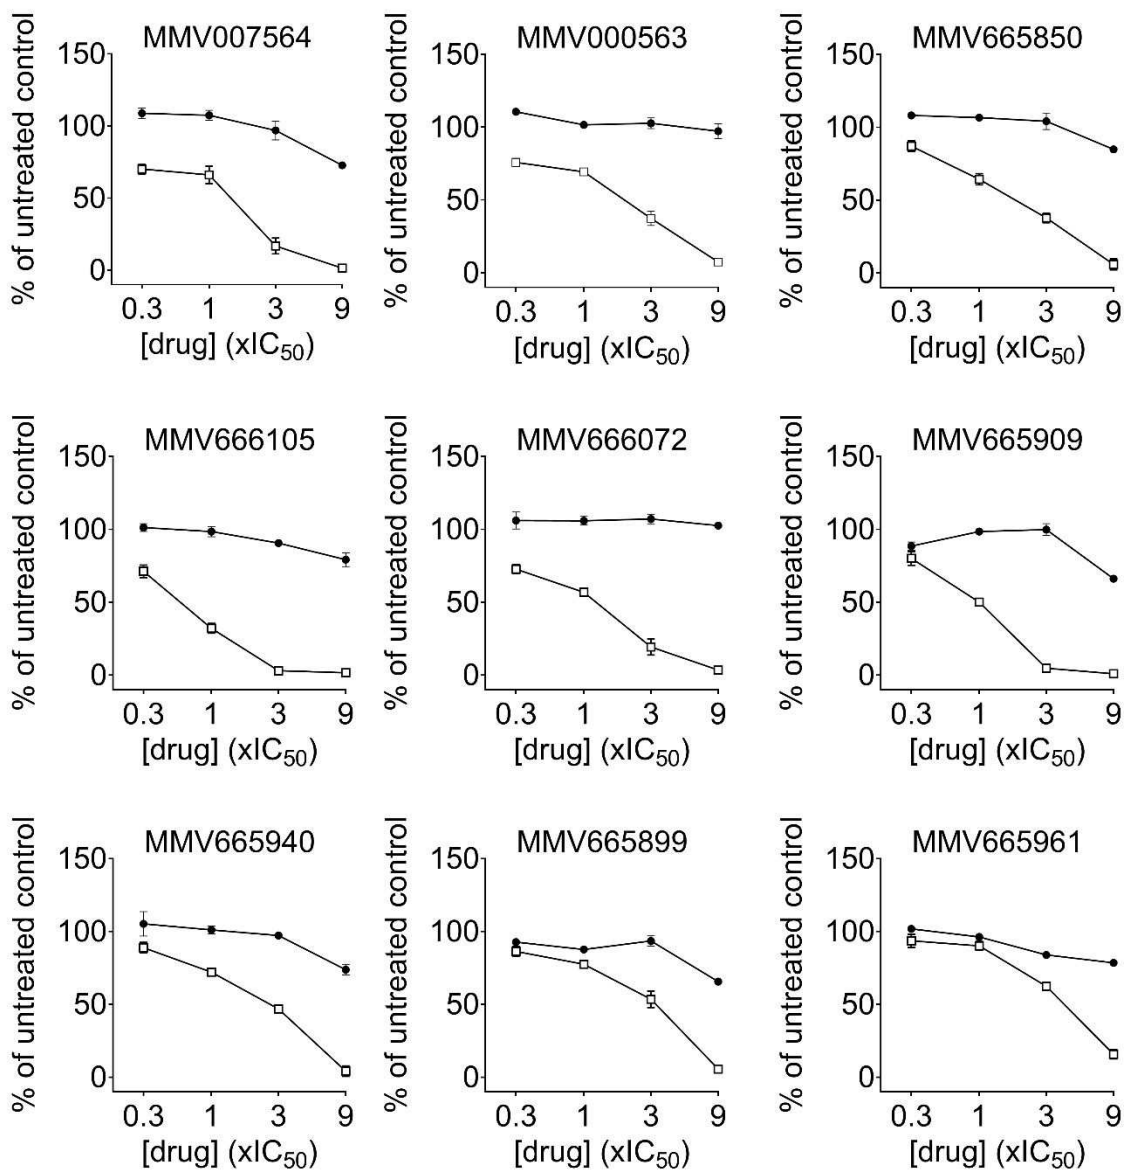 MMV007564
% of untreated control
150
100
50
0
0.3 1 3 9
[drug] (xIC50)
MMV000563
% of untreated control
150
100
50
0
0.3 1 3 9
[drug] (xIC50)
MMV665850
% of untreated control
150
100
50
0
0.3 1 3 9
[drug] (xIC50)
MMV666105
% of untreated control
150
100
50
0
0.3 1 3 9
[drug] (xIC50)
MMV666072
% of untreated control
150
100
50
0
0.3 1 3 9
[drug] (xIC50)
MMV665909
% of untreated control
150
100
50
0
0.3 1 3 9
[drug] (xIC50)
MMV665940
% of untreated control
150
100
50
0
0.3 1 3 9
[drug] (xIC50)
MMV665899
% of untreated control
150
100
50
0
0.3 1 3 9
[drug] (xIC50)
MMV665961
% of untreated control
150
100
50
0
0.3 1 3 9
[drug] (xIC50)